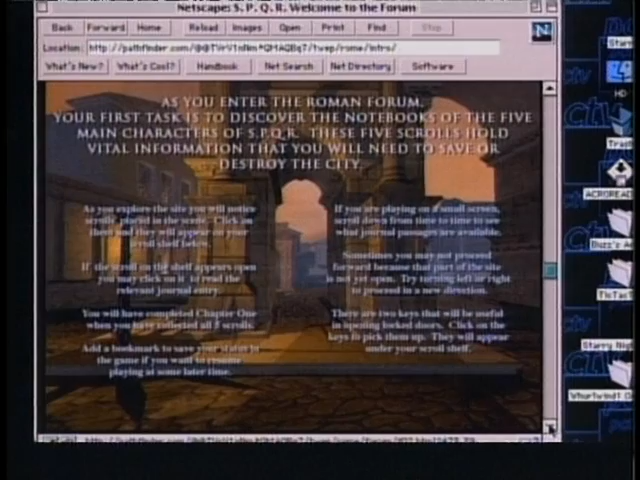 Netscape: S. P. Q. R. Welcome to the Forum
Back Forward Home Reload Images Open Print Find Stop
Location:
What's New? What's Cool? Handbook Net Search Net Directory Software
AS YOU ENTER THE ROMAN FORUM,
YOUR FIRST TASK IS TO DISCOVER THE NOTEBOOKS OF THE FIVE
MAIN CHARACTERS OF S.P.Q.R. THESE FIVE SCROLLS HOLD
VITAL INFORMATION THAT YOU WILL NEED TO SAVE OR
DESTROY THE CITY.
As you explore the site you will notice
scrolls placed in the scene. Click on
them and they will appear on your
scroll shelf below.
If the scroll on the shelf appears open
you may click on it to read the
relevant journal entry.
You will have completed Chapter One
when you have collected all 5 scrolls.
Add a bookmark to save your status in
the game if you want to resume
playing at some later time.
If you are playing on a small screen,
scroll down from time to time to see
what journal passages are available.
Sometimes you may not proceed
forward because that part of the site
is not yet open. Try turning left or right
to proceed in a new direction.
There are two keys that will be useful
in opening locked doors. Click on the
keys to pick them up. They will appear
under your scroll shelf.
HD
Trash
ACROREAD
Starry Nig
ctv